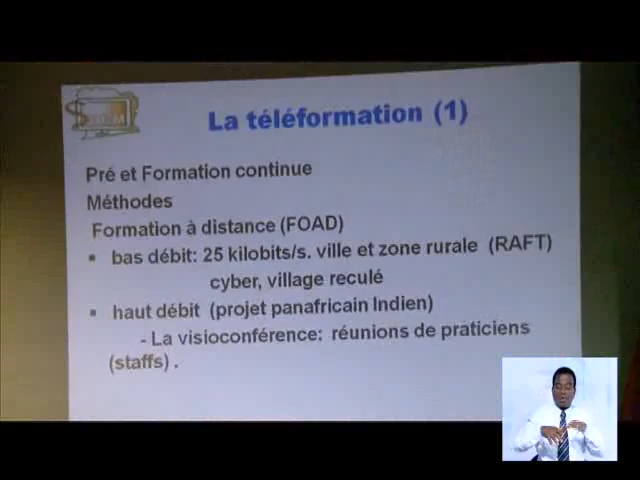 La téléformation (1)
Pré et Formation continue
Méthodes
Formation à distance (FOAD)
▪ bas débit: 25 kilobits/s. ville et zone rurale (RAFT)
cyber, village reculé
▪ haut débit (projet panafricain Indien)
- La visioconférence: réunions de praticiens
(staffs) .